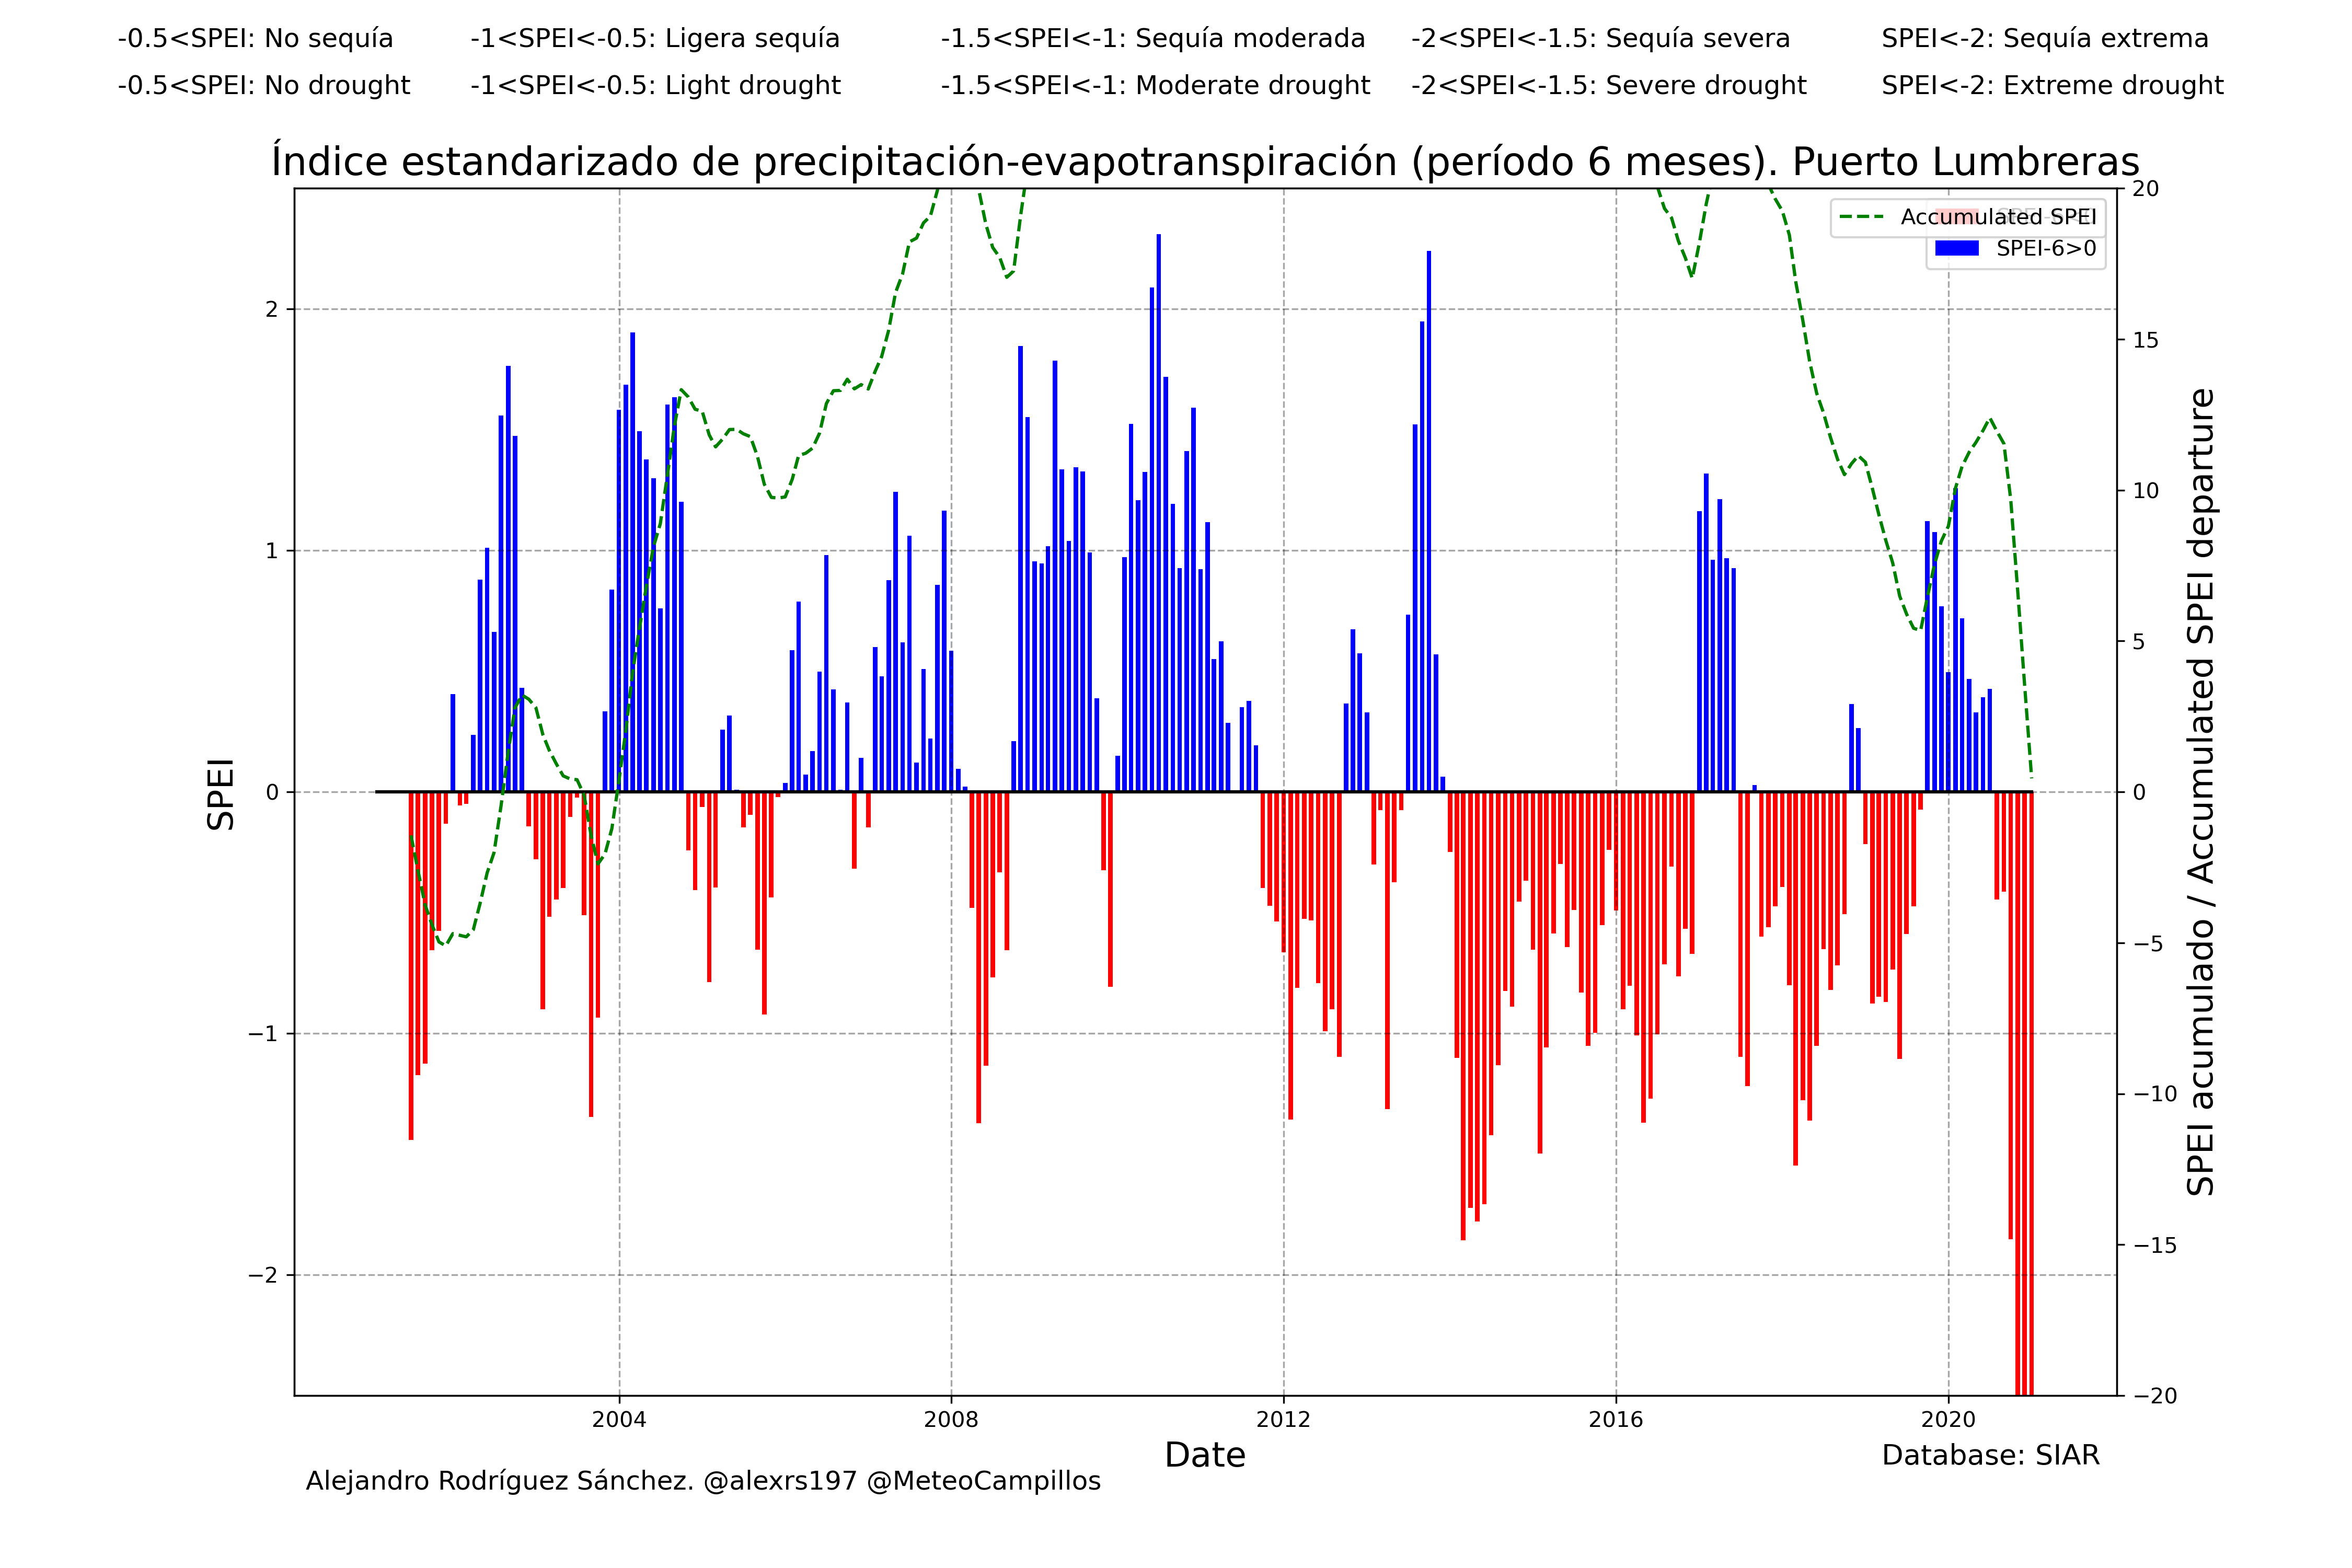 -0.5<SPEI: No sequía -1<SPEI<-0.5: Ligera sequía -1.5<SPEI<-1: Sequía moderada -2<SPEI<-1.5: Sequía severa SPEI<-2: Sequía extrema
-0.5<SPEI: No drought -1<SPEI<-0.5: Light drought -1.5<SPEI<-1: Moderate drought -2<SPEI<-1.5: Severe drought SPEI<-2: Extreme drought
Índice estandarizado de precipitación-evapotranspiración (período 6 meses). Puerto Lumbreras
Accumulated SPEI
SPEI-6>0
SPEI
2
1
0
−1
−2
20
15
10
5
0
−5
−10
−15
−20
SPEI acumulado / Accumulated SPEI departure
2004 2008 2012 2016 2020
Date
Database: SIAR
Alejandro Rodríguez Sánchez. @alexrs197 @MeteoCampillos